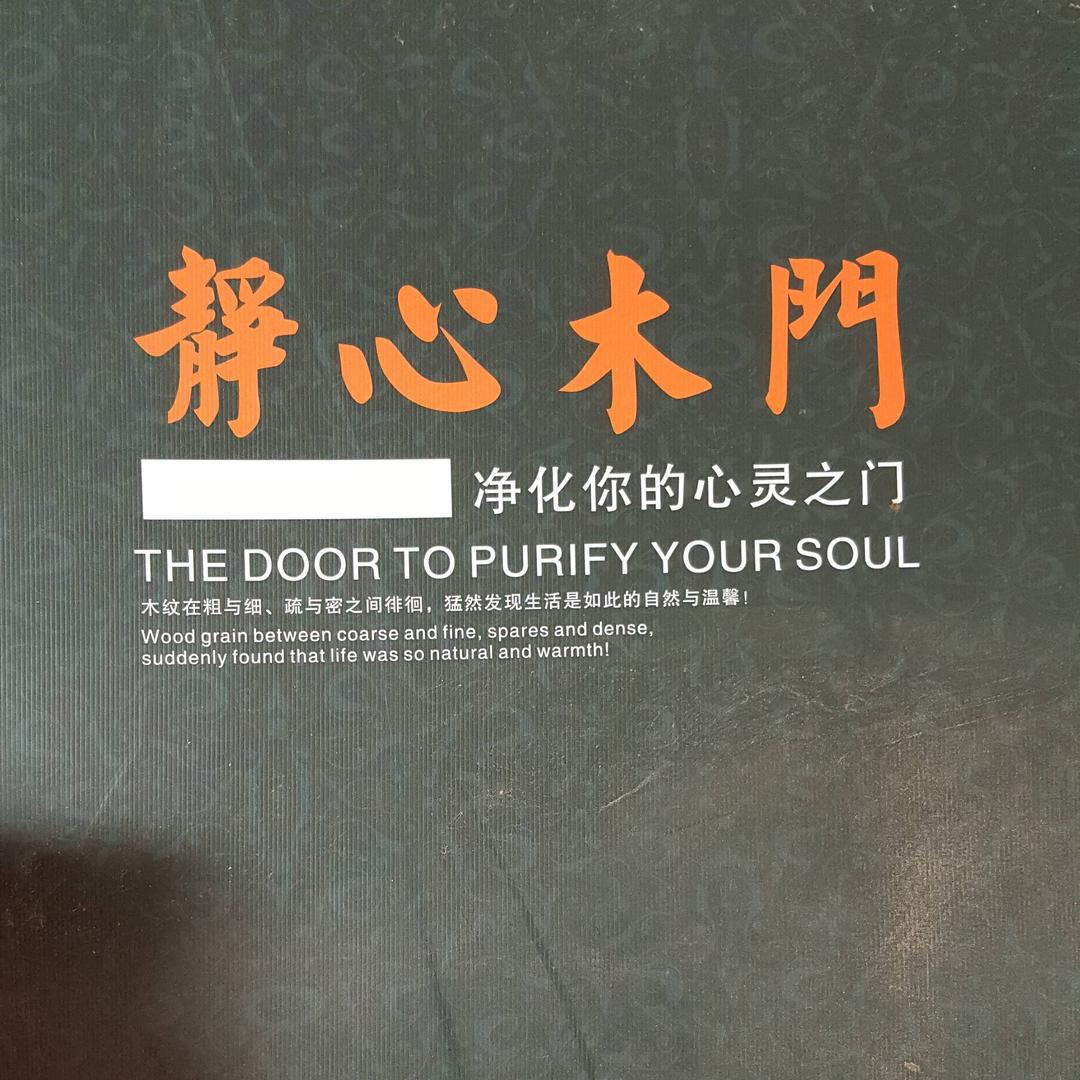 靜心木門
净化你的心灵之门
THE DOOR TO PURIFY YOUR SOUL
木纹在粗与细、疏与密之间徘徊，猛然发现生活是如此的自然与温馨！
Wood grain between coarse and fine, spares and dense,
suddenly found that life was so natural and warmth!